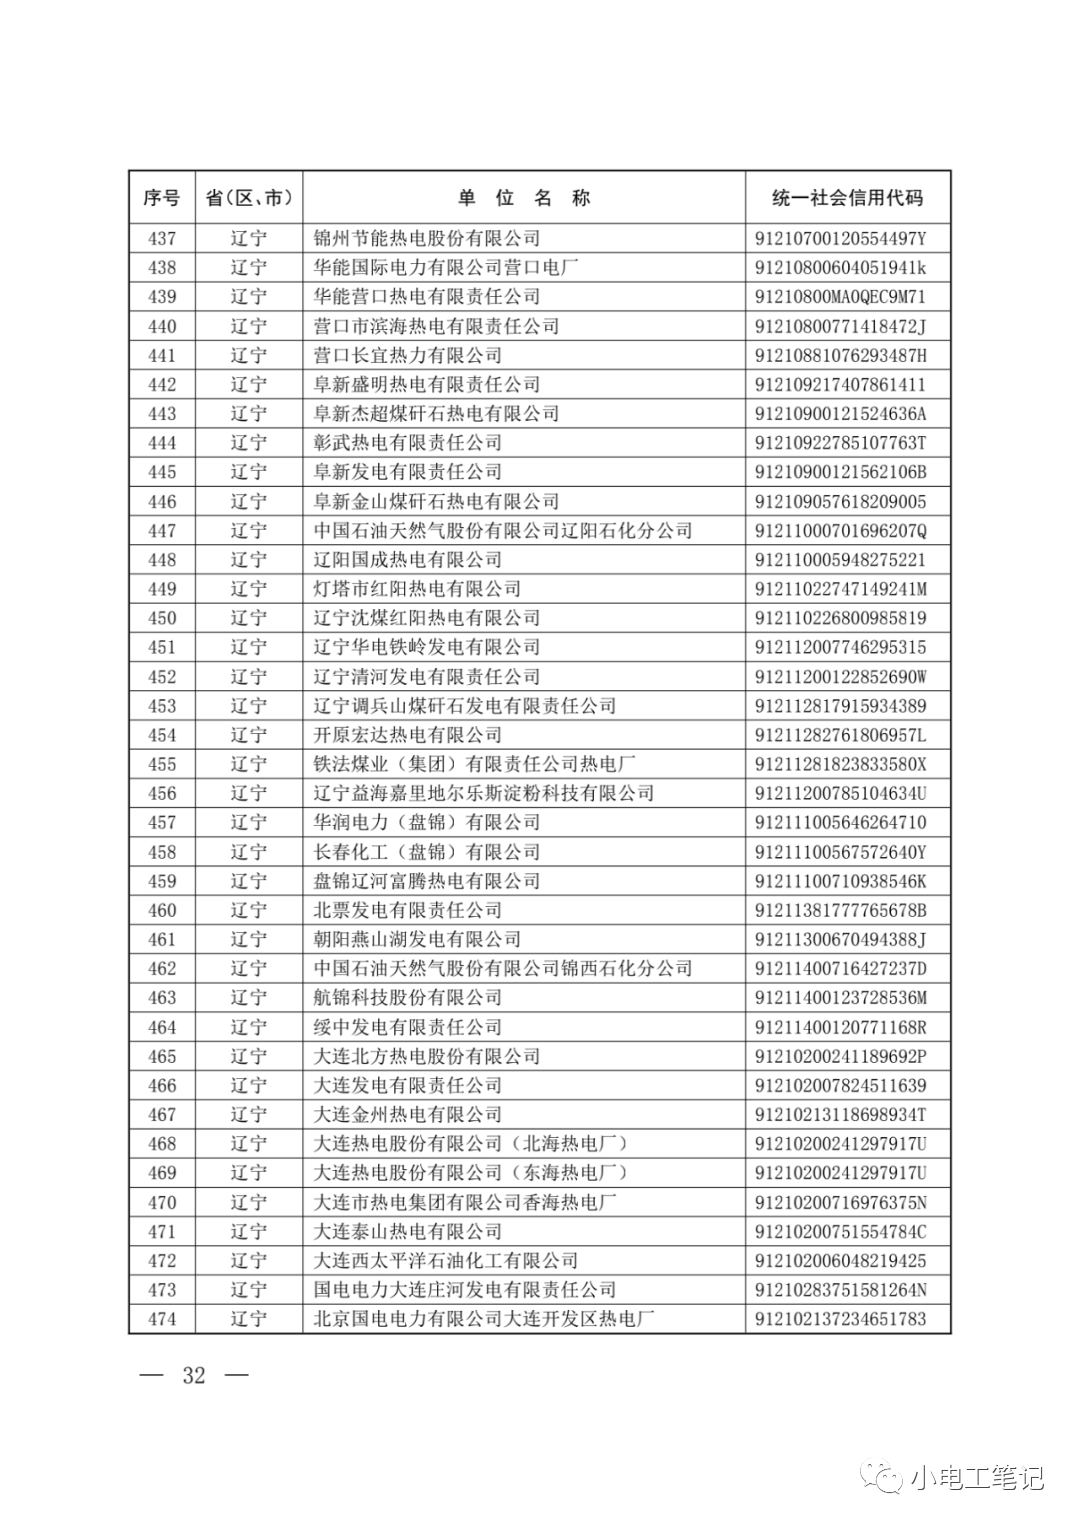 序号 省(区、市) 单位名称 统一社会信用代码
437 辽宁 锦州节能热电股份有限公司 91210700120554497Y
438 辽宁 华能国际电力有限公司营口电厂 91210800604051941k
439 辽宁 华能营口热电有限责任公司 91210800MA0QEC9M71
440 辽宁 营口市滨海热电有限责任公司 91210800771418472J
441 辽宁 营口长宜热力有限公司 91210881076293487H
442 辽宁 阜新盛明热电有限责任公司 912109217407861411
443 辽宁 阜新杰超煤矸石热电有限公司 91210900121524636A
444 辽宁 彰武热电有限责任公司 91210922785107763T
445 辽宁 阜新发电有限责任公司 91210900121562106B
446 辽宁 阜新金山煤矸石热电有限公司 912109057618209005
447 辽宁 中国石油天然气股份有限公司辽阳石化分公司 91211000701696207Q
448 辽宁 辽阳国成热电有限公司 912110005948275221
449 辽宁 灯塔市红阳热电有限公司 91211022747149241M
450 辽宁 辽宁沈煤红阳热电有限公司 912110226800985819
451 辽宁 辽宁华电铁岭发电有限公司 912112007746295315
452 辽宁 辽宁清河发电有限责任公司 91211200122852690W
453 辽宁 辽宁调兵山煤矸石发电有限责任公司 912112817915934389
454 辽宁 开原宏达热电有限公司 91211282761806957L
455 辽宁 铁法煤业（集团）有限责任公司热电厂 91211281823833580X
456 辽宁 辽宁益海嘉里地尔乐斯淀粉科技有限公司 91211200785104634U
457 辽宁 华润电力（盘锦）有限公司 912111005646264710
458 辽宁 长春化工（盘锦）有限公司 91211100567572640Y
459 辽宁 盘锦辽河富腾热电有限公司 91211100710938546K
460 辽宁 北票发电有限责任公司 91211381777765678B
461 辽宁 朝阳燕山湖发电有限公司 91211300670494388J
462 辽宁 中国石油天然气股份有限公司锦西石化分公司 91211400716427237D
463 辽宁 航锦科技股份有限公司 91211400123728536M
464 辽宁 绥中发电有限责任公司 91211400120771168R
465 辽宁 大连北方热电股份有限公司 91210200241189692P
466 辽宁 大连发电有限责任公司 912102007824511639
467 辽宁 大连金州热电有限公司 91210213118698934T
468 辽宁 大连热电股份有限公司（北海热电厂） 91210200241297917U
469 辽宁 大连热电股份有限公司（东海热电厂） 91210200241297917U
470 辽宁 大连市热电集团有限公司香海热电厂 91210200716976375N
471 辽宁 大连泰山热电有限公司 91210200751554784C
472 辽宁 大连西太平洋石油化工有限公司 912102006048219425
473 辽宁 国电电力大连庄河发电有限责任公司 91210283751581264N
474 辽宁 北京国电电力有限公司大连开发区热电厂 912102137234651783
— 32 —
小电工笔记